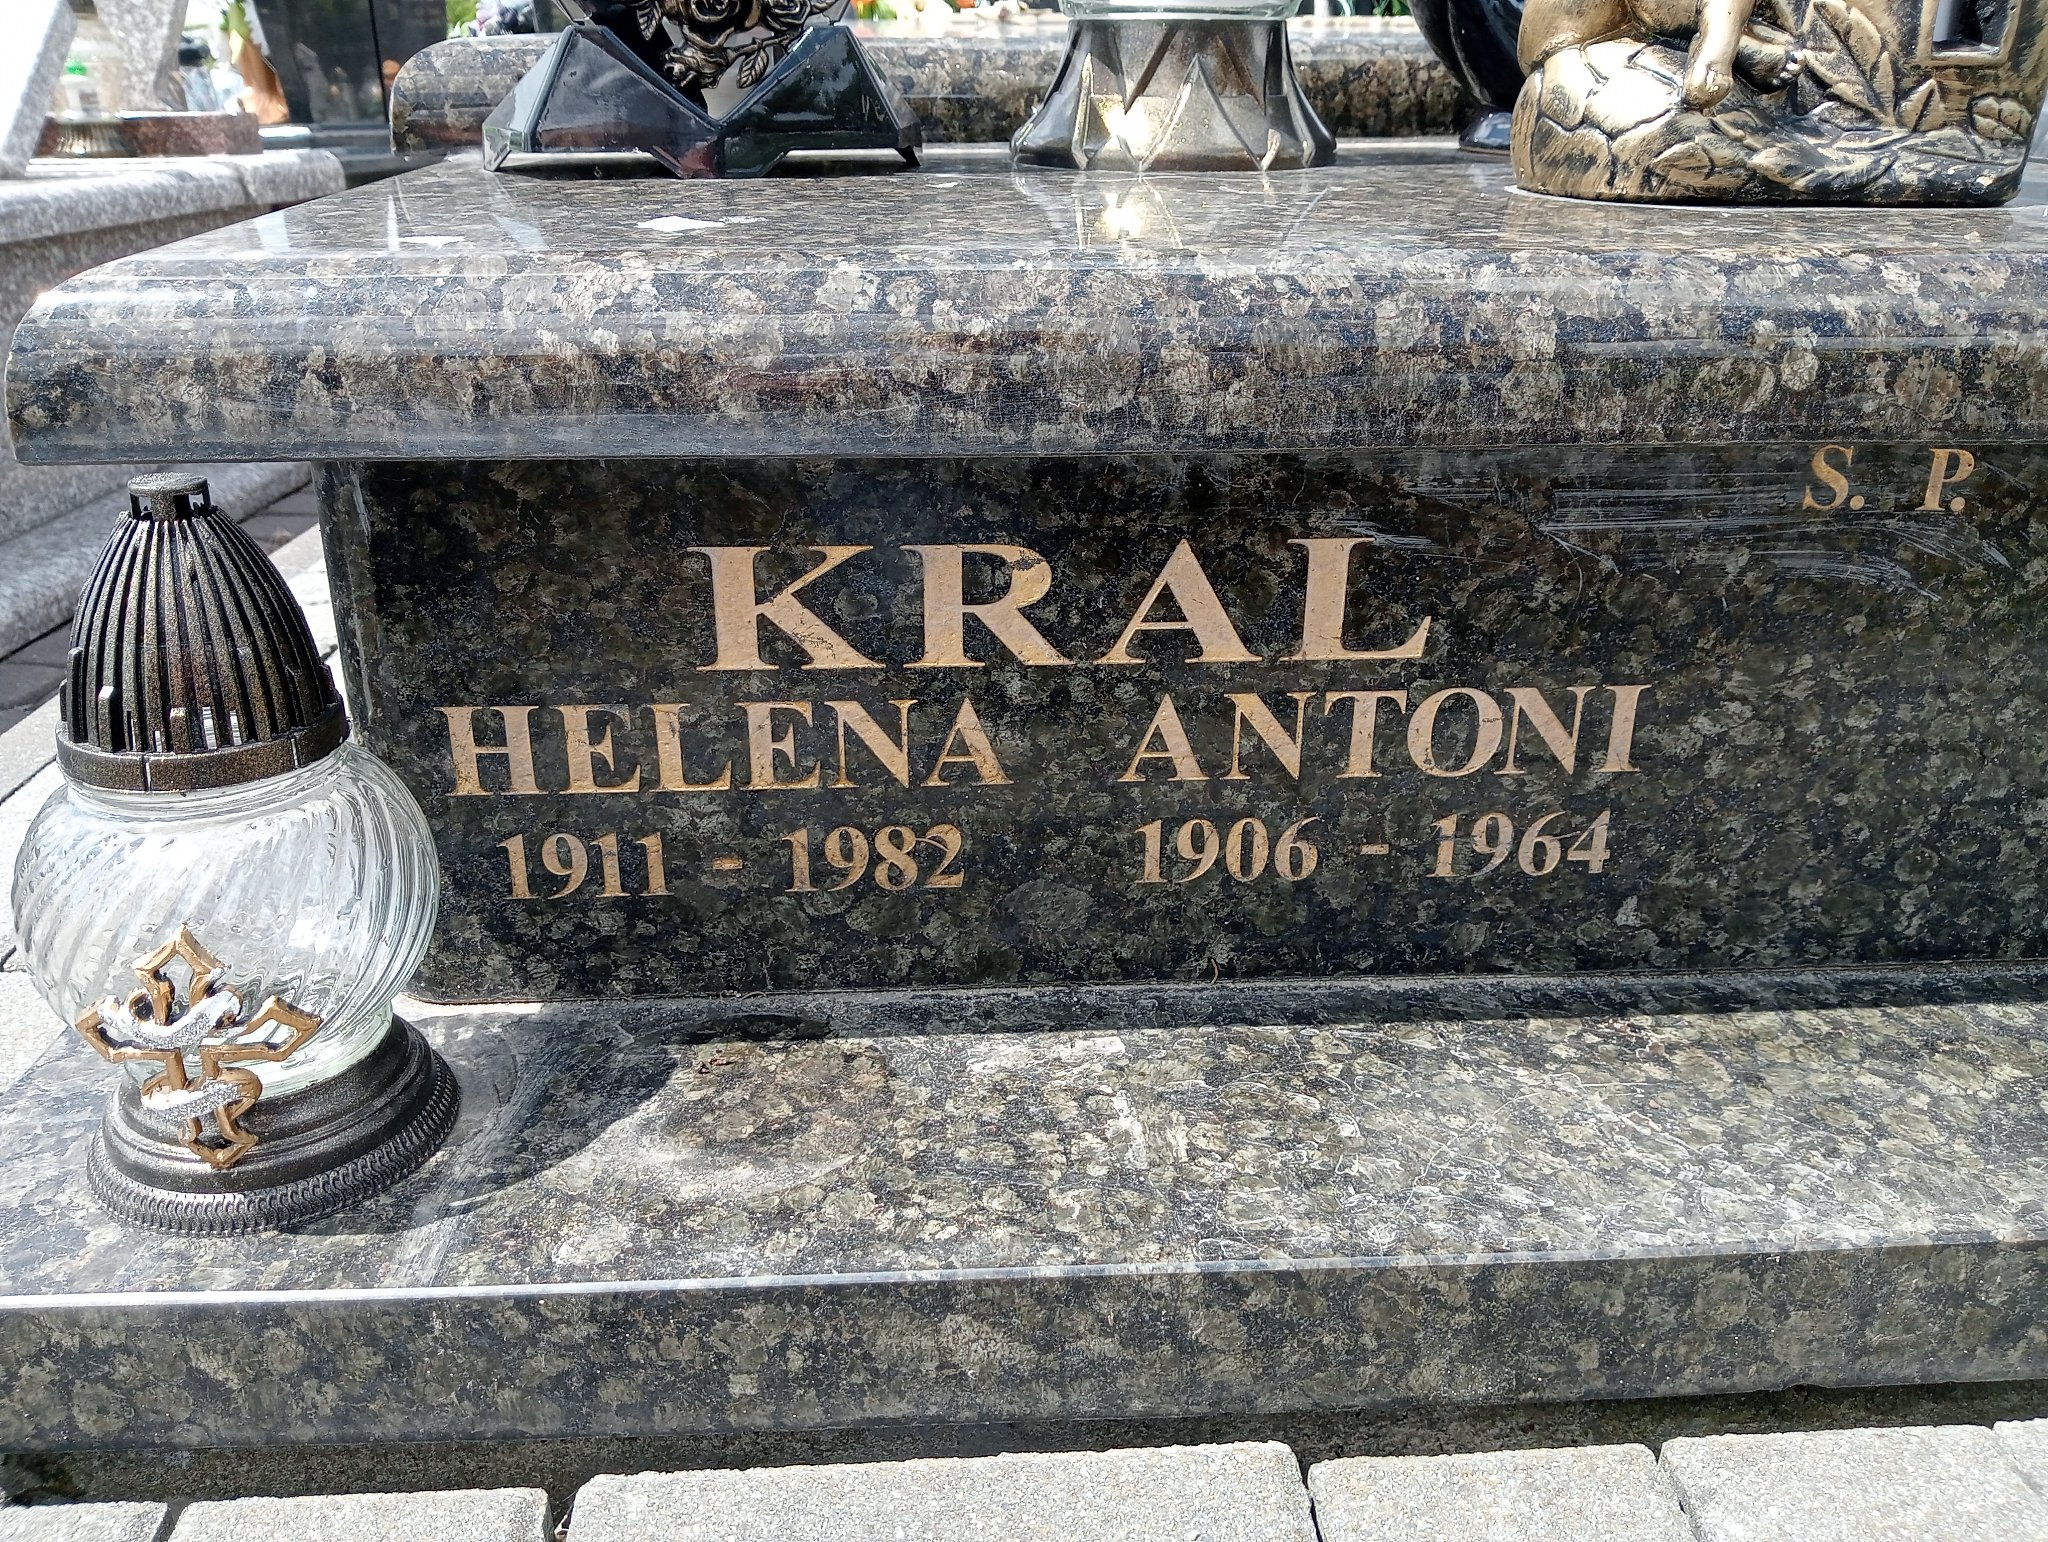 S. P.
KRAL
HELENA ANTONI
1911 - 1982 1906 - 1964